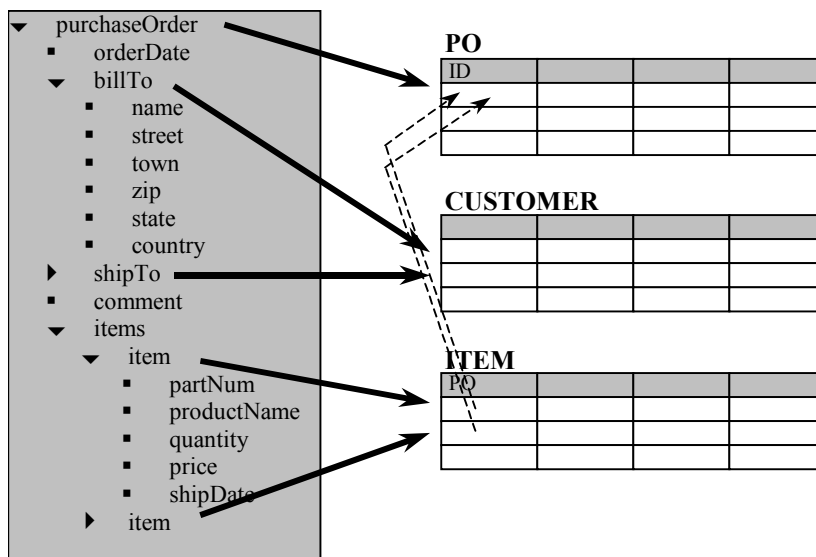 purchaseOrder
orderDate
billTo
name
street
town
zip
state
country
shipTo
comment
items
item
partNum
productName
quantity
price
shipDate
item
PO
ID
CUSTOMER
ITEM
PO